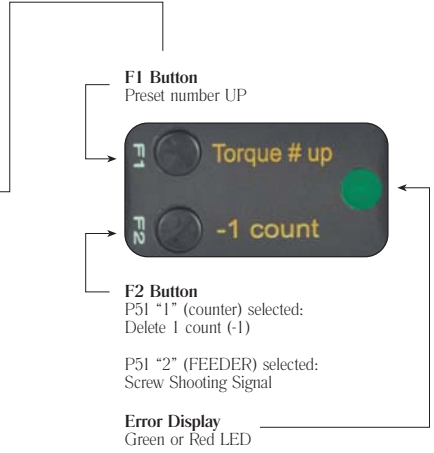 F1 Button
Preset number UP
F1
Torque # up
F2
-1 count
F2 Button
P51 “1” (counter) selected:
Delete 1 count (-1)
P51 “2” (FEEDER) selected:
Screw Shooting Signal
Error Display
Green or Red LED